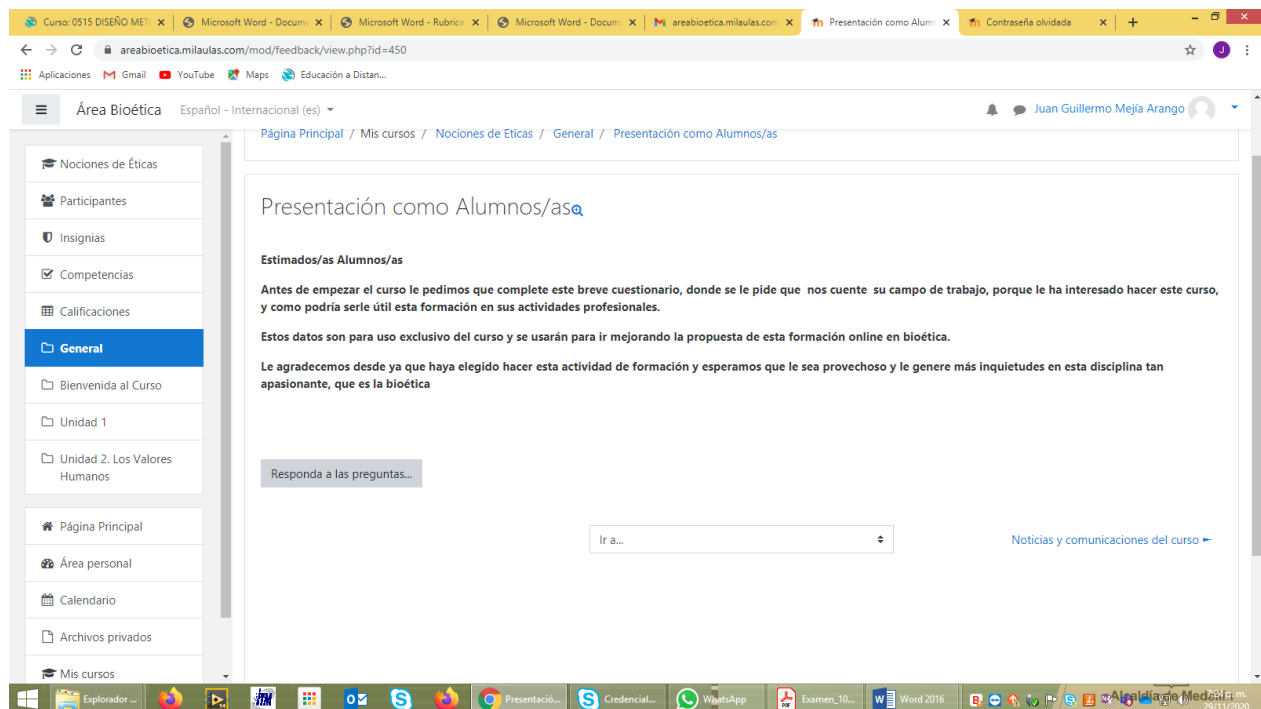 Curso: 0515 DISEÑO MET
Microsoft Word - Docum
Microsoft Word - Rubrica
Microsoft Word - Docum
areabioetica.milaulas.com
Presentación como Alum
Contraseña olvidada
areabioetica.milaulas.com/mod/feedback/view.php?id=450
J
Aplicaciones Gmail YouTube Maps Educación a Distan...
Área Bioética Español - Internacional (es) Juan Guillermo Mejía Arango
Página Principal / Mis cursos / Nociones de Éticas / General / Presentación como Alumnos/as
Nociones de Éticas
Participantes
Insignias
Competencias
Calificaciones
General
Bienvenida al Curso
Unidad 1
Unidad 2. Los Valores
Humanos
Página Principal
Área personal
Calendario
Archivos privados
Mis cursos
Presentación como Alumnos/as
Estimados/as Alumnos/as
Antes de empezar el curso le pedimos que complete este breve cuestionario, donde se le pide que nos cuente su campo de trabajo, porque le ha interesado hacer este curso,
y como podría serle útil esta formación en sus actividades profesionales.
Estos datos son para uso exclusivo del curso y se usarán para ir mejorando la propuesta de esta formación online en bioética.
Le agradecemos desde ya que haya elegido hacer esta actividad de formación y esperamos que le sea provechoso y le genere más inquietudes en esta disciplina tan
apasionante, que es la bioética
Responda a las preguntas...
Ir a...
Noticias y comunicaciones del curso ►
Explorador ... Presentació... Credencial... WhatsApp Examen_10... Word 2016
Alcaldía de Medellín
29/11/2020